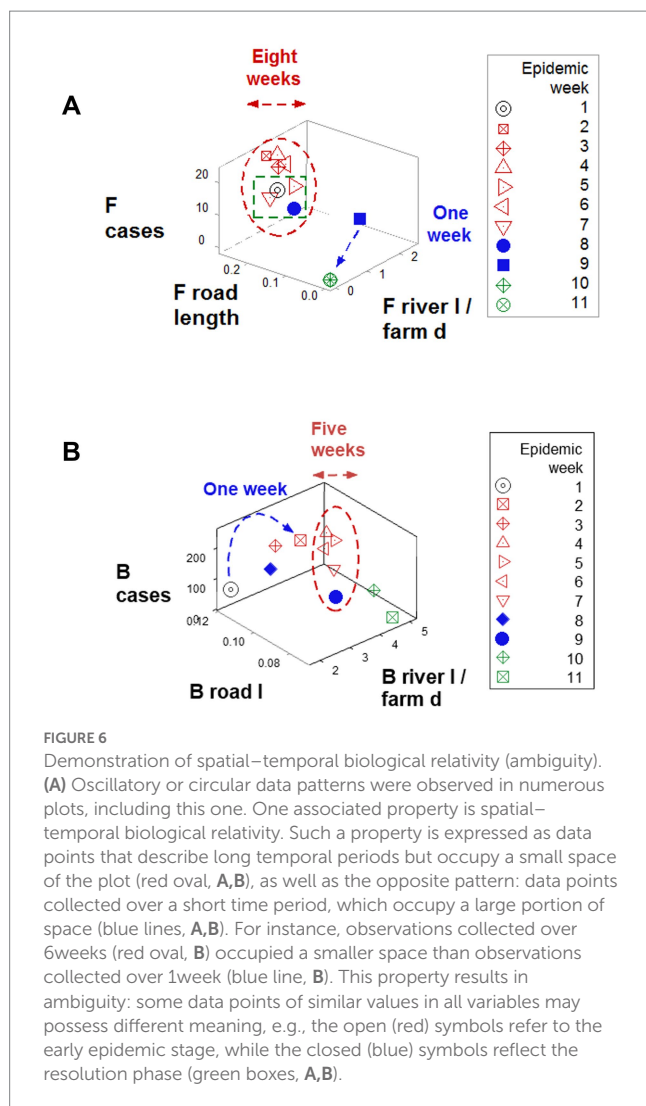 Eight
weeks
A
20
10
0
F
cases
0.2
0.1
0.0
F road
length
0
1
2
F river l /
farm d
One
week
Epidemic
week
1
2
3
4
5
6
7
8
9
10
11
B
Five
weeks
One week
200
100
0
B
cases
0.12
0.10
0.08
B road l
2
3
4
5
B river l /
farm d
Epidemic
week
1
2
3
4
5
6
7
8
9
10
11
FIGURE 6
Demonstration of spatial–temporal biological relativity (ambiguity).
(A) Oscillatory or circular data patterns were observed in numerous
plots, including this one. One associated property is spatial–
temporal biological relativity. Such a property is expressed as data
points that describe long temporal periods but occupy a small space
of the plot (red oval, A,B), as well as the opposite pattern: data points
collected over a short time period, which occupy a large portion of
space (blue lines, A,B). For instance, observations collected over
6weeks (red oval, B) occupied a smaller space than observations
collected over 1week (blue line, B). This property results in
ambiguity: some data points of similar values in all variables may
possess different meaning, e.g., the open (red) symbols refer to the
early epidemic stage, while the closed (blue) symbols reflect the
resolution phase (green boxes, A,B).